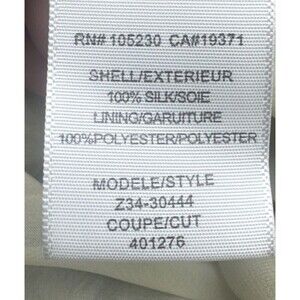 RN# 105230 CA#19371
SHELL/EXTERIEUR
100% SILK/SOIE
LINING/GARUITURE
100%POLYESTER/POLYESTER
MODELE/STYLE
Z34-30444
COUPE/CUT
401276